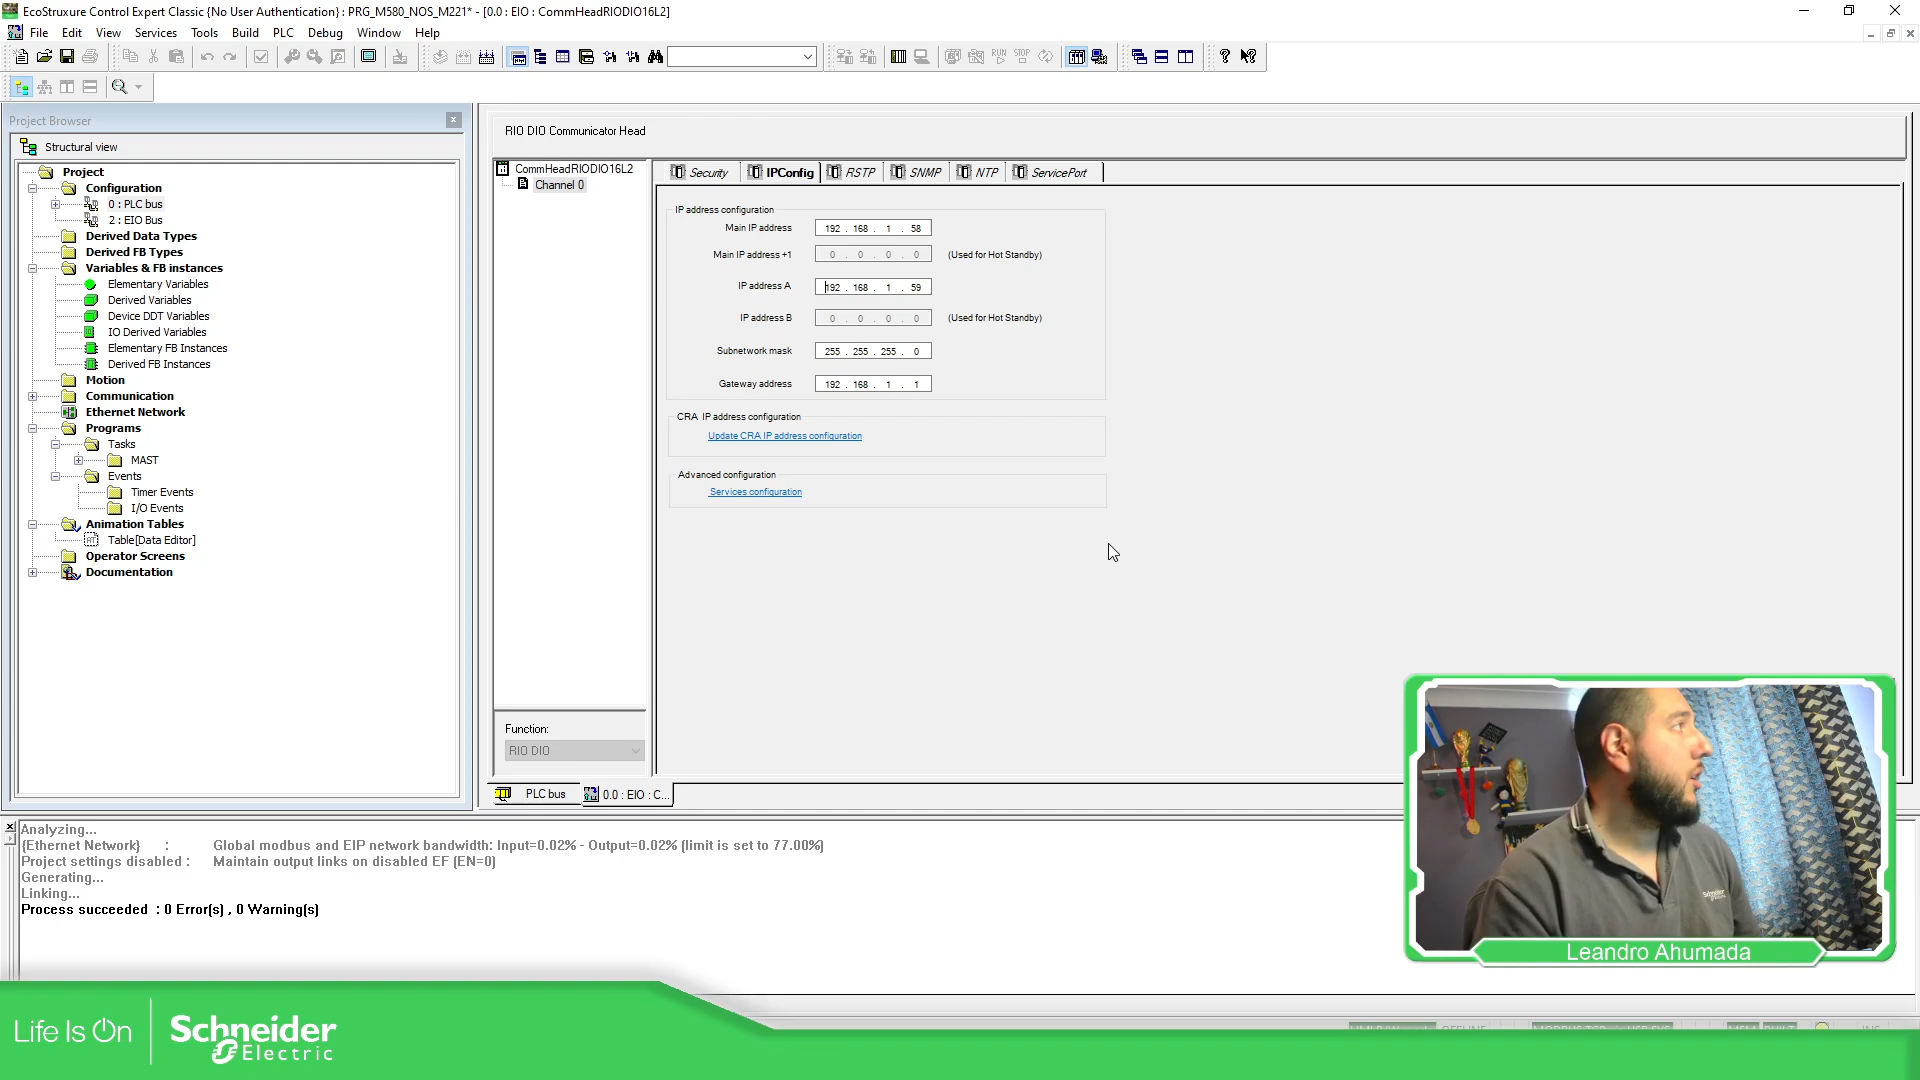 EcoStruxure Control Expert Classic {No User Authentication} : PRG_M580_NOS_M221* - [0.0 : EIO : CommHeadRIODIO16L2]
File Edit View Services Tools Build PLC Debug Window Help
RUN STOP
Project Browser
Structural view
Project
Configuration
0 : PLC bus
2 : EIO Bus
Derived Data Types
Derived FB Types
Variables & FB instances
Elementary Variables
Derived Variables
Device DDT Variables
IO Derived Variables
Elementary FB Instances
Derived FB Instances
Motion
Communication
Ethernet Network
Programs
Tasks
MAST
Events
Timer Events
I/O Events
Animation Tables
Table[Data Editor]
Operator Screens
Documentation
RIO DIO Communicator Head
CommHeadRIODIO16L2
Channel 0
Function:
RIO DIO
Security IPConfig RSTP SNMP NTP ServicePort
IP address configuration
Main IP address 192 . 168 . 1 . 58
Main IP address +1 0 . 0 . 0 . 0 (Used for Hot Standby)
IP address A 192 . 168 . 1 . 59
IP address B 0 . 0 . 0 . 0 (Used for Hot Standby)
Subnetwork mask 255 . 255 . 255 . 0
Gateway address 192 . 168 . 1 . 1
CRA IP address configuration
Update CRA IP address configuration
Advanced configuration
Services configuration
PLC bus 0.0 : EIO : C...
Analyzing...
{Ethernet Network} : Global modbus and EIP network bandwidth: Input=0.02% - Output=0.02% (limit is set to 77.00%)
Project settings disabled : Maintain output links on disabled EF (EN=0)
Generating...
Linking...
Process succeeded : 0 Error(s) , 0 Warning(s)
Schneider
Leandro Ahumada
Life Is On
Schneider
Electric